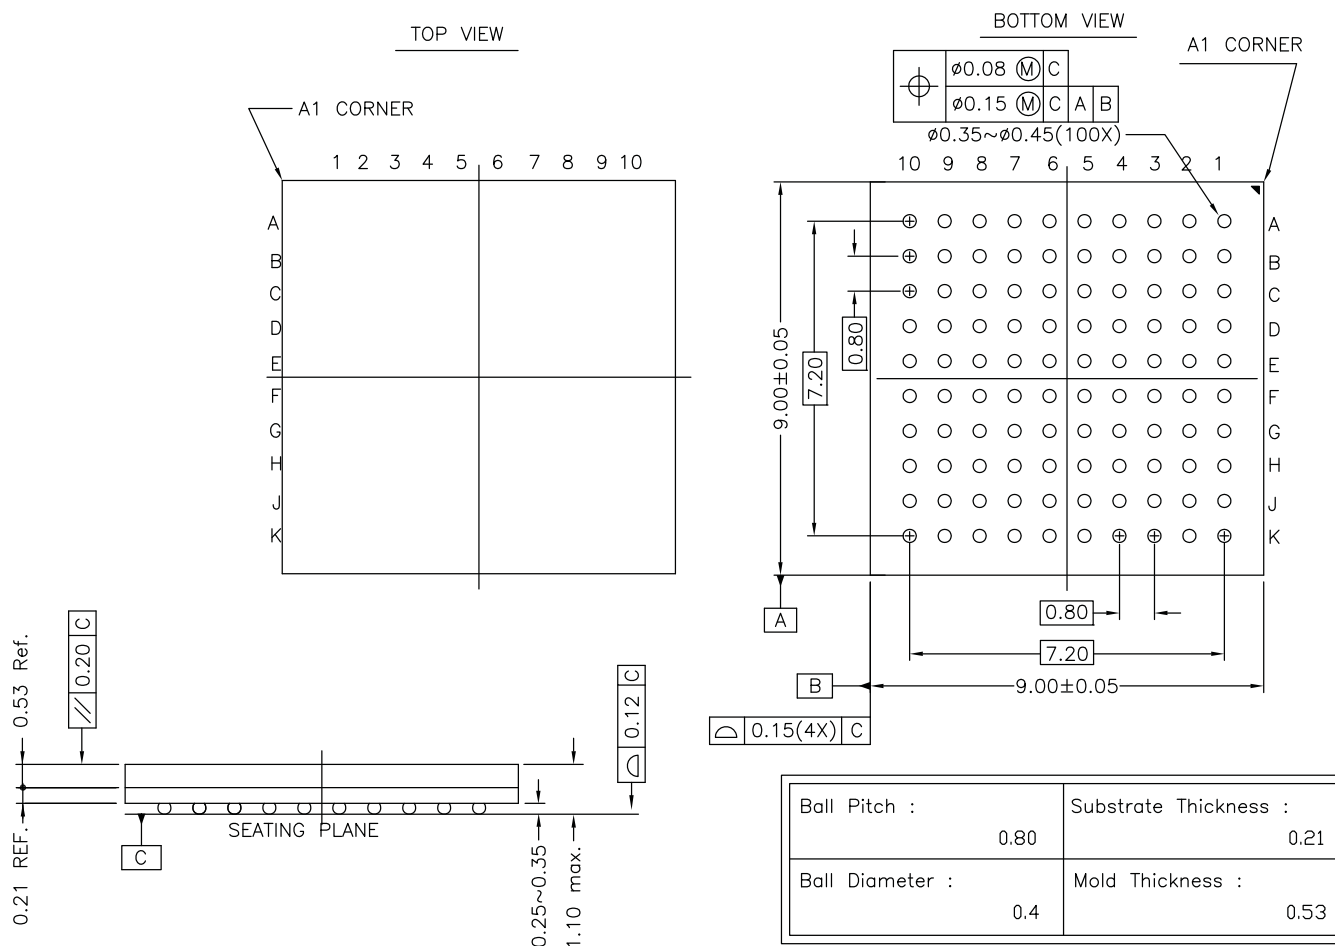 TOP VIEW
A1 CORNER
1 2 3 4 5 6 7 8 9 10
A
B
C
D
E
F
G
H
J
K
BOTTOM VIEW
A1 CORNER
⌀0.08 Ⓜ C
⌀0.15 Ⓜ C A B
⌀0.35~⌀0.45(100X)
10 9 8 7 6 5 4 3 2 1
A
B
C
D
E
F
G
H
J
K
9.00±0.05
7.20
0.80
A
0.80
7.20
B
9.00±0.05
0.15(4X) C
0.53 Ref.
0.21 REF.
// 0.20 C
0.12 C
SEATING PLANE
C
0.25~0.35
1.10 max.
Ball Pitch :
0.80
Substrate Thickness :
0.21
Ball Diameter :
0.4
Mold Thickness :
0.53